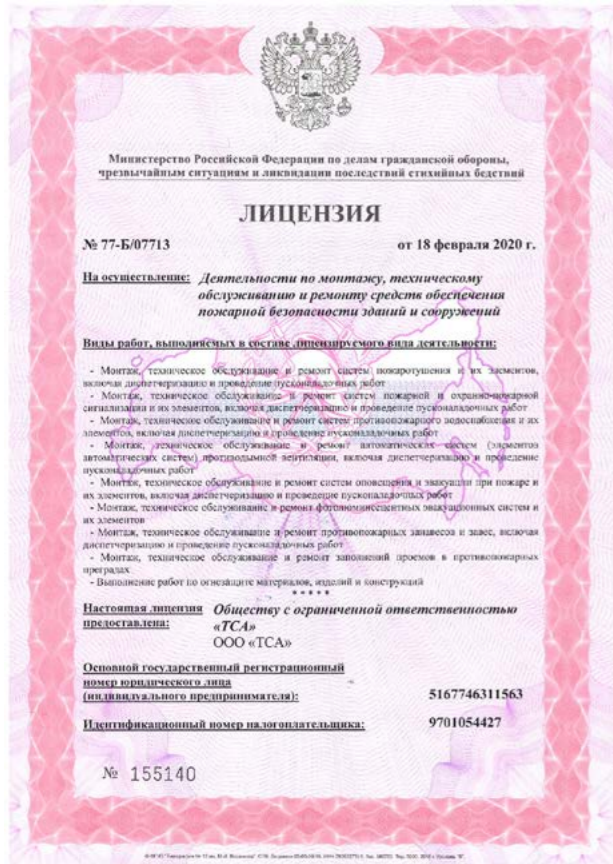 Министерство Российской Федерации по делам гражданской обороны,
чрезвычайным ситуациям и ликвидации последствий стихийных бедствий
ЛИЦЕНЗИЯ
№ 77-Б/07713 от 18 февраля 2020 г.
На осуществление: Деятельности по монтажу, техническому
обслуживанию и ремонту средств обеспечения
пожарной безопасности зданий и сооружений
Виды работ, выполняемых в составе лицензируемого вида деятельности:
- Монтаж, техническое обслуживание и ремонт систем пожаротушения и их элементов,
включая диспетчеризацию и проведение пусконаладочных работ
- Монтаж, техническое обслуживание и ремонт систем пожарной и охранно-пожарной
сигнализации и их элементов, включая диспетчеризацию и проведение пусконаладочных работ
- Монтаж, техническое обслуживание и ремонт систем противопожарного водоснабжения и их
элементов, включая диспетчеризацию и проведение пусконаладочных работ
- Монтаж, техническое обслуживание и ремонт автоматических систем (элементов
автоматических систем) противодымной вентиляции, включая диспетчеризацию и проведение
пусконаладочных работ
- Монтаж, техническое обслуживание и ремонт систем оповещения и эвакуации при пожаре и
их элементов, включая диспетчеризацию и проведение пусконаладочных работ
- Монтаж, техническое обслуживание и ремонт фотолюминесцентных эвакуационных систем и
их элементов
- Монтаж, техническое обслуживание и ремонт противопожарных занавесов и завес, включая
диспетчеризацию и проведение пусконаладочных работ
- Монтаж, техническое обслуживание и ремонт заполнений проемов в противопожарных
преградах
- Выполнение работ по огнезащите материалов, изделий и конструкций
* * * * *
Настоящая лицензия Обществу с ограниченной ответственностью
предоставлена: «ТСА»
ООО «ТСА»
Основной государственный регистрационный
номер юридического лица
(индивидуального предпринимателя): 5167746311563
Идентификационный номер налогоплательщика: 9701054427
№ 155140